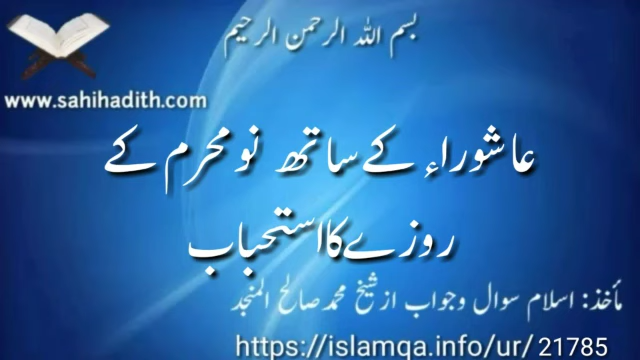 بسم اللہ الرحمن الرحیم
www.sahihadith.com
عاشوراء کے ساتھ نو محرم کے
روزے کا استحباب
مأخذ: اسلام سوال وجواب از شیخ محمد صالح المنجد
https://islamqa.info/ur/ 21785